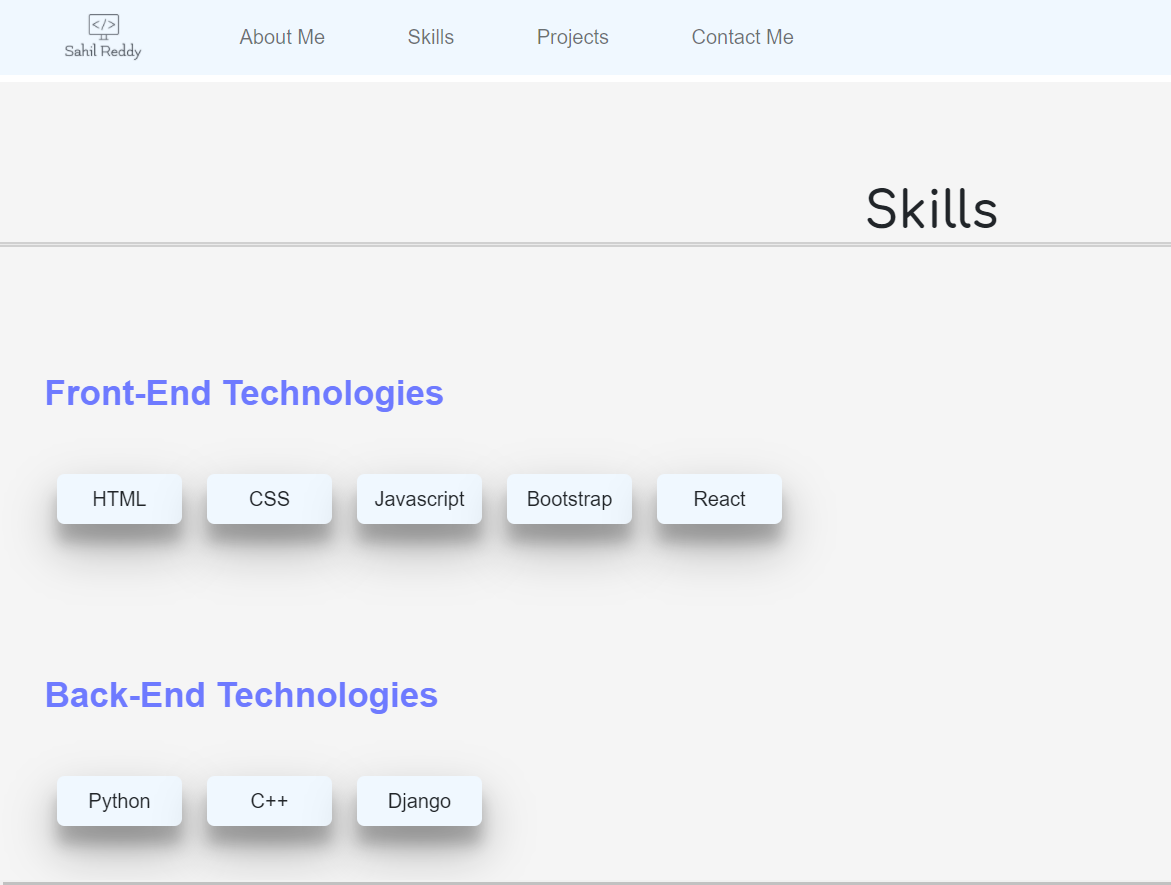 </>
Sahil Reddy
About Me Skills Projects Contact Me
Skills
Front-End Technologies
HTML CSS Javascript Bootstrap React
Back-End Technologies
Python C++ Django